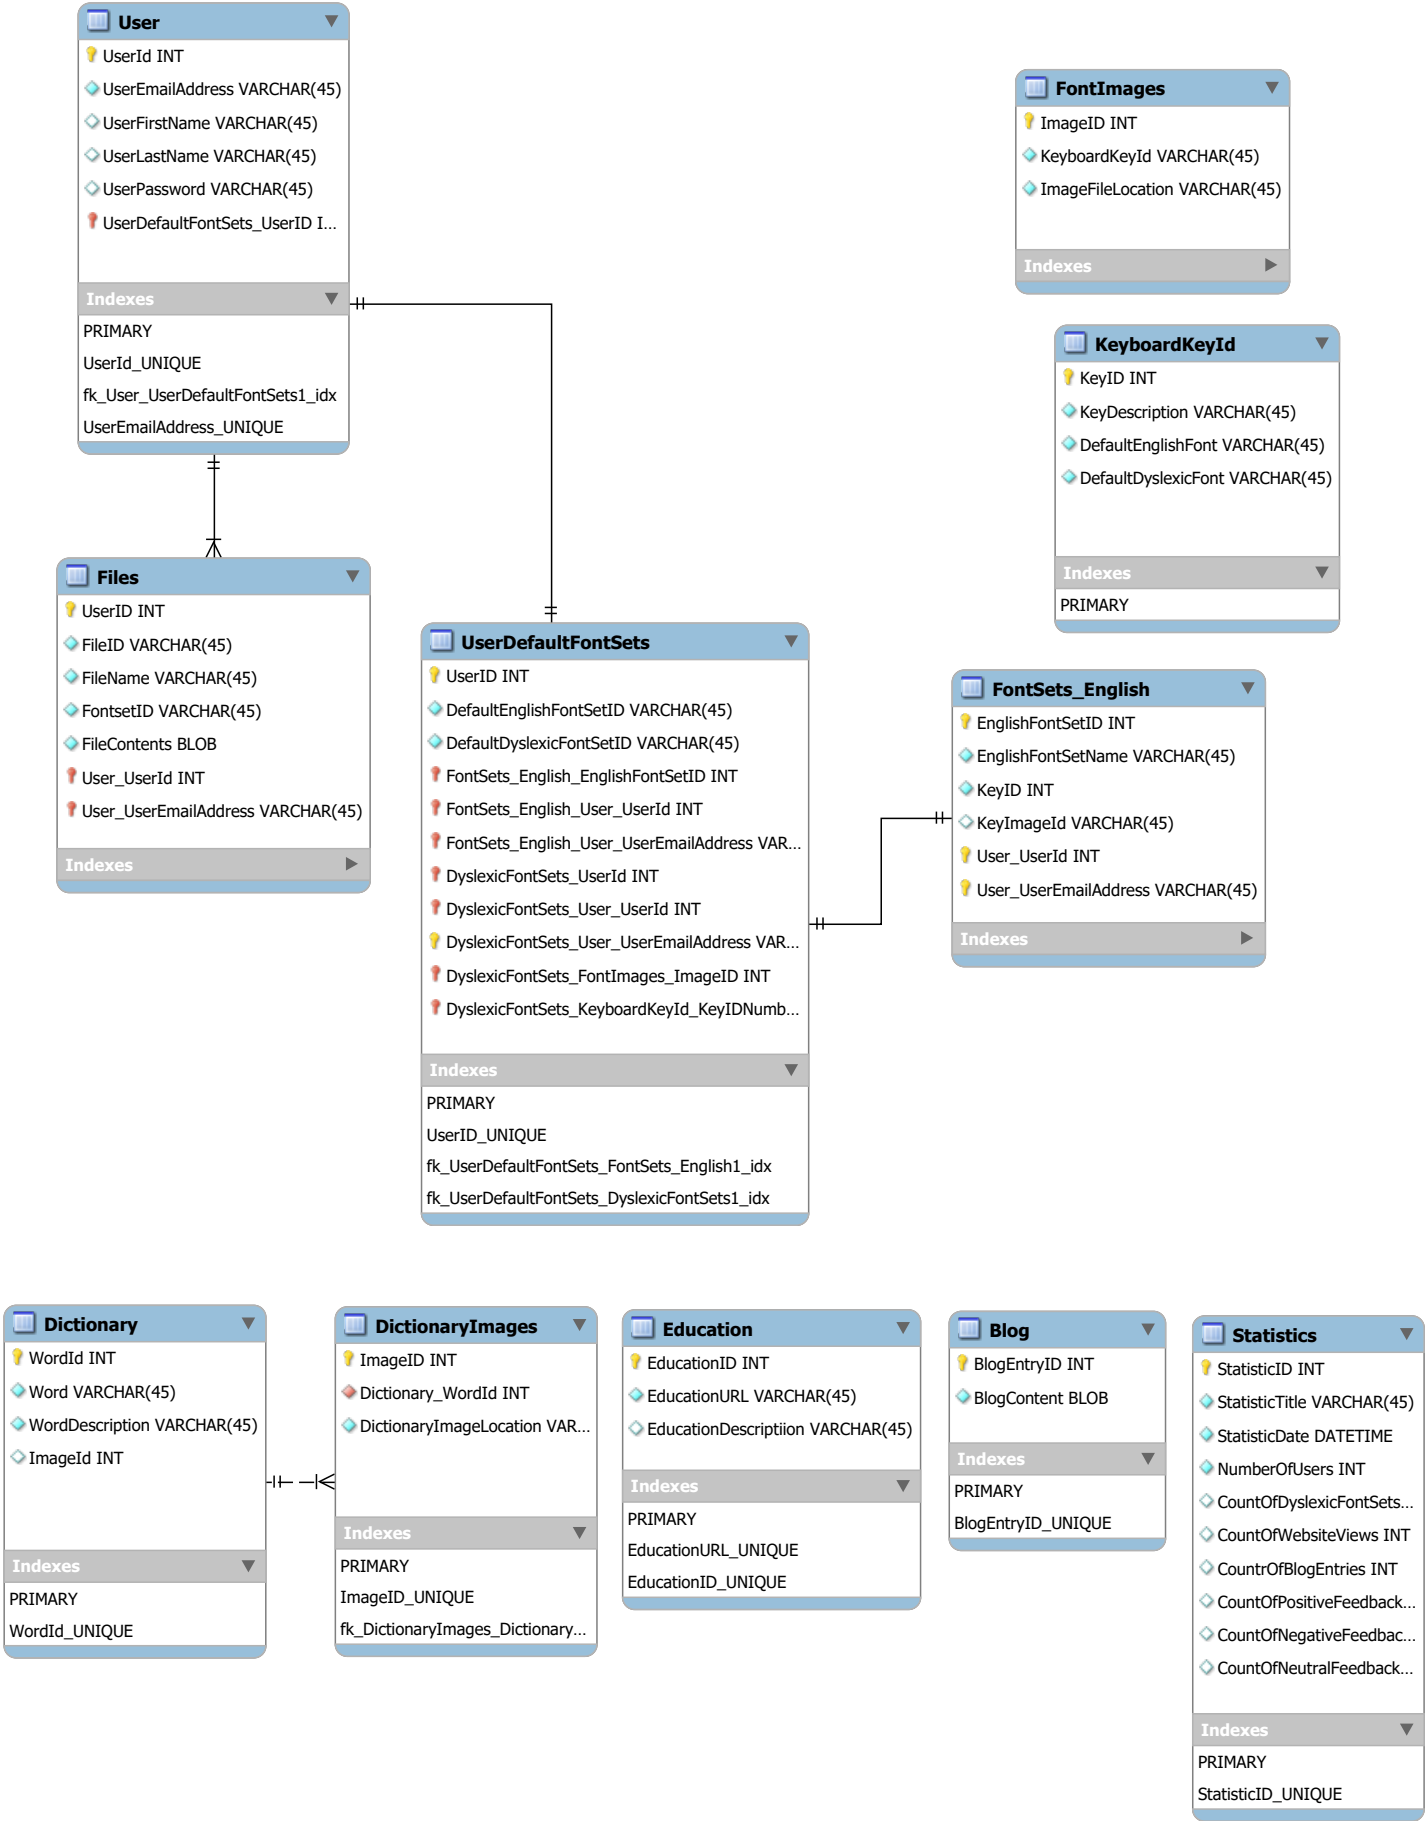 User
UserId INT
UserEmailAddress VARCHAR(45)
UserFirstName VARCHAR(45)
UserLastName VARCHAR(45)
UserPassword VARCHAR(45)
UserDefaultFontSets_UserID I...
Indexes
PRIMARY
UserId_UNIQUE
fk_User_UserDefaultFontSets1_idx
UserEmailAddress_UNIQUE
FontImages
ImageID INT
KeyboardKeyId VARCHAR(45)
ImageFileLocation VARCHAR(45)
Indexes
KeyboardKeyId
KeyID INT
KeyDescription VARCHAR(45)
DefaultEnglishFont VARCHAR(45)
DefaultDyslexicFont VARCHAR(45)
Indexes
PRIMARY
Files
UserID INT
FileID VARCHAR(45)
FileName VARCHAR(45)
FontsetID VARCHAR(45)
FileContents BLOB
User_UserId INT
User_UserEmailAddress VARCHAR(45)
Indexes
UserDefaultFontSets
UserID INT
DefaultEnglishFontSetID VARCHAR(45)
DefaultDyslexicFontSetID VARCHAR(45)
FontSets_English_EnglishFontSetID INT
FontSets_English_User_UserId INT
FontSets_English_User_UserEmailAddress VAR...
DyslexicFontSets_UserId INT
DyslexicFontSets_User_UserId INT
DyslexicFontSets_User_UserEmailAddress VAR...
DyslexicFontSets_FontImages_ImageID INT
DyslexicFontSets_KeyboardKeyId_KeyIDNumb...
Indexes
PRIMARY
UserID_UNIQUE
fk_UserDefaultFontSets_FontSets_English1_idx
fk_UserDefaultFontSets_DyslexicFontSets1_idx
FontSets_English
EnglishFontSetID INT
EnglishFontSetName VARCHAR(45)
KeyID INT
KeyImageId VARCHAR(45)
User_UserId INT
User_UserEmailAddress VARCHAR(45)
Indexes
Dictionary
WordId INT
Word VARCHAR(45)
WordDescription VARCHAR(45)
ImageId INT
Indexes
PRIMARY
WordId_UNIQUE
DictionaryImages
ImageID INT
Dictionary_WordId INT
DictionaryImageLocation VAR...
Indexes
PRIMARY
ImageID_UNIQUE
fk_DictionaryImages_Dictionary...
Education
EducationID INT
EducationURL VARCHAR(45)
EducationDescriptiion VARCHAR(45)
Indexes
PRIMARY
EducationURL_UNIQUE
EducationID_UNIQUE
Blog
BlogEntryID INT
BlogContent BLOB
Indexes
PRIMARY
BlogEntryID_UNIQUE
Statistics
StatisticID INT
StatisticTitle VARCHAR(45)
StatisticDate DATETIME
NumberOfUsers INT
CountOfDyslexicFontSets...
CountOfWebsiteViews INT
CountrOfBlogEntries INT
CountOfPositiveFeedback...
CountOfNegativeFeedbac...
CountOfNeutralFeedback...
Indexes
PRIMARY
StatisticID_UNIQUE